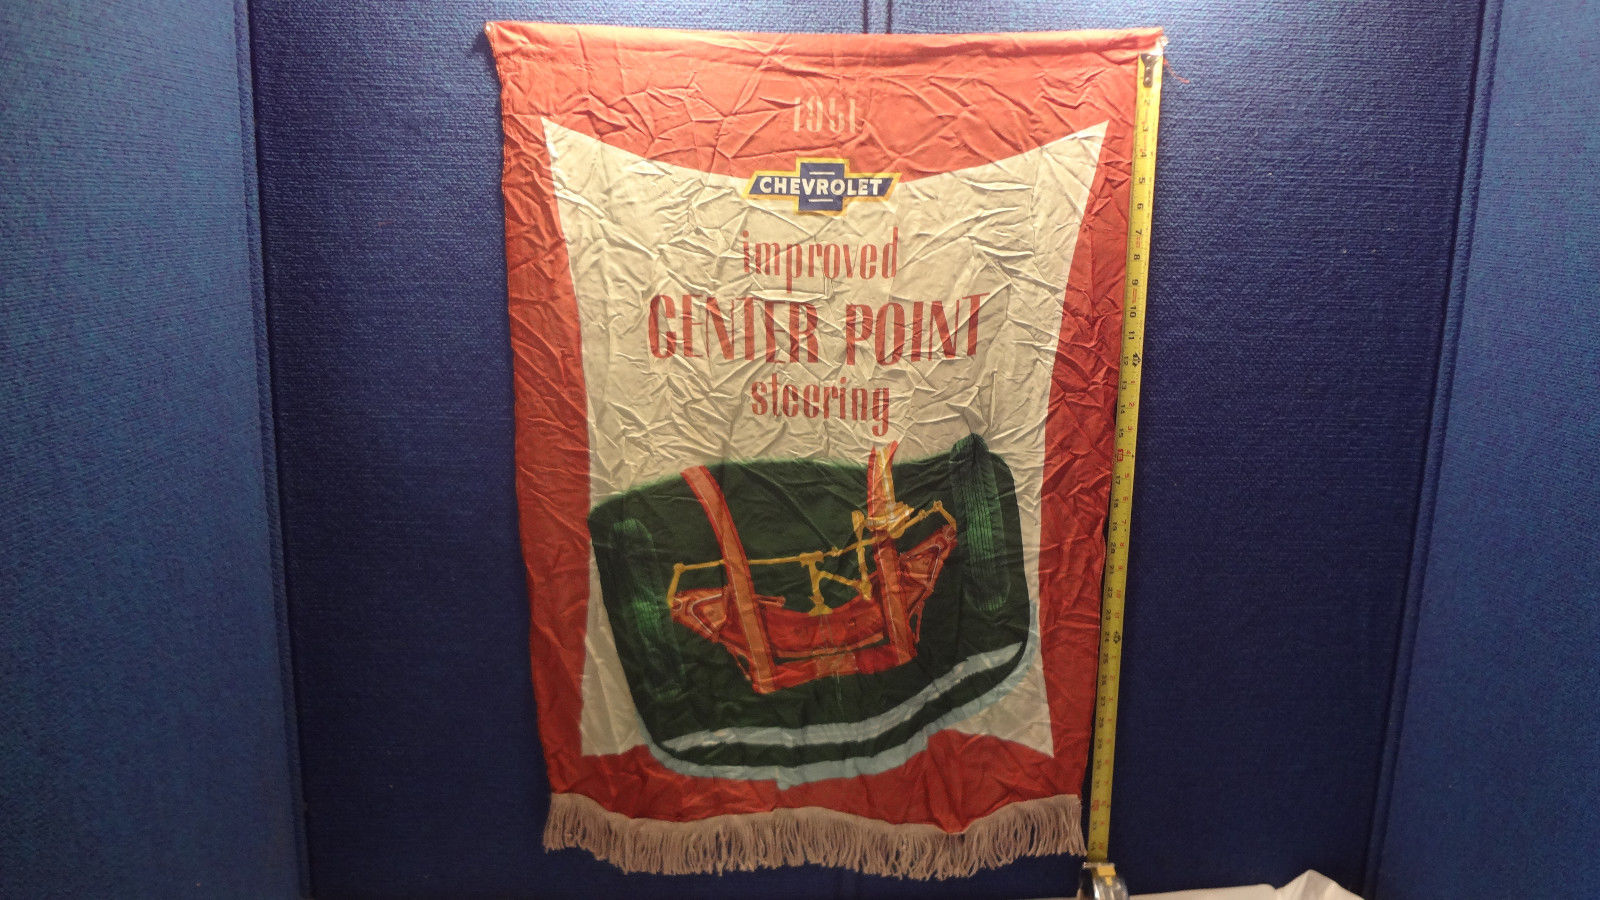 1951
CHEVROLET
improved
CENTER POINT
steering